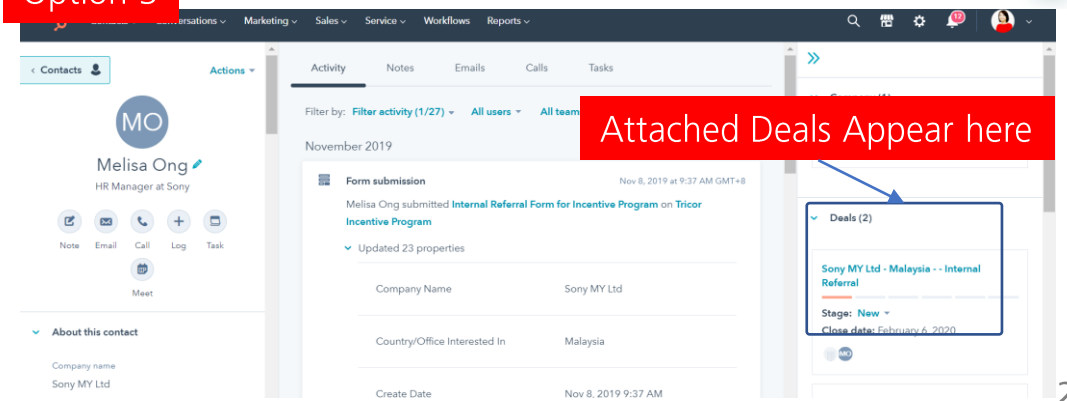 Option 3
Conversations
Marketing
Sales
Service
Workflows
Reports
12
Contacts
Actions
MO
Melisa Ong
HR Manager at Sony
Note
Email
Call
Log
Task
Meet
About this contact
Company name
Sony MY Ltd
Activity
Notes
Emails
Calls
Tasks
Filter by: Filter activity (1/27)
All users
All team
November 2019
Form submission
Nov 8, 2019 at 9:37 AM GMT+8
Melisa Ong submitted Internal Referral Form for Incentive Program on Tricor
Incentive Program
Updated 23 properties
Company Name
Sony MY Ltd
Country/Office Interested In
Malaysia
Create Date
Nov 8, 2019 9:37 AM
Attached Deals Appear here
Deals (2)
Sony MY Ltd - Malaysia - - Internal
Referral
Stage: New
Close date: February 6, 2020
MO